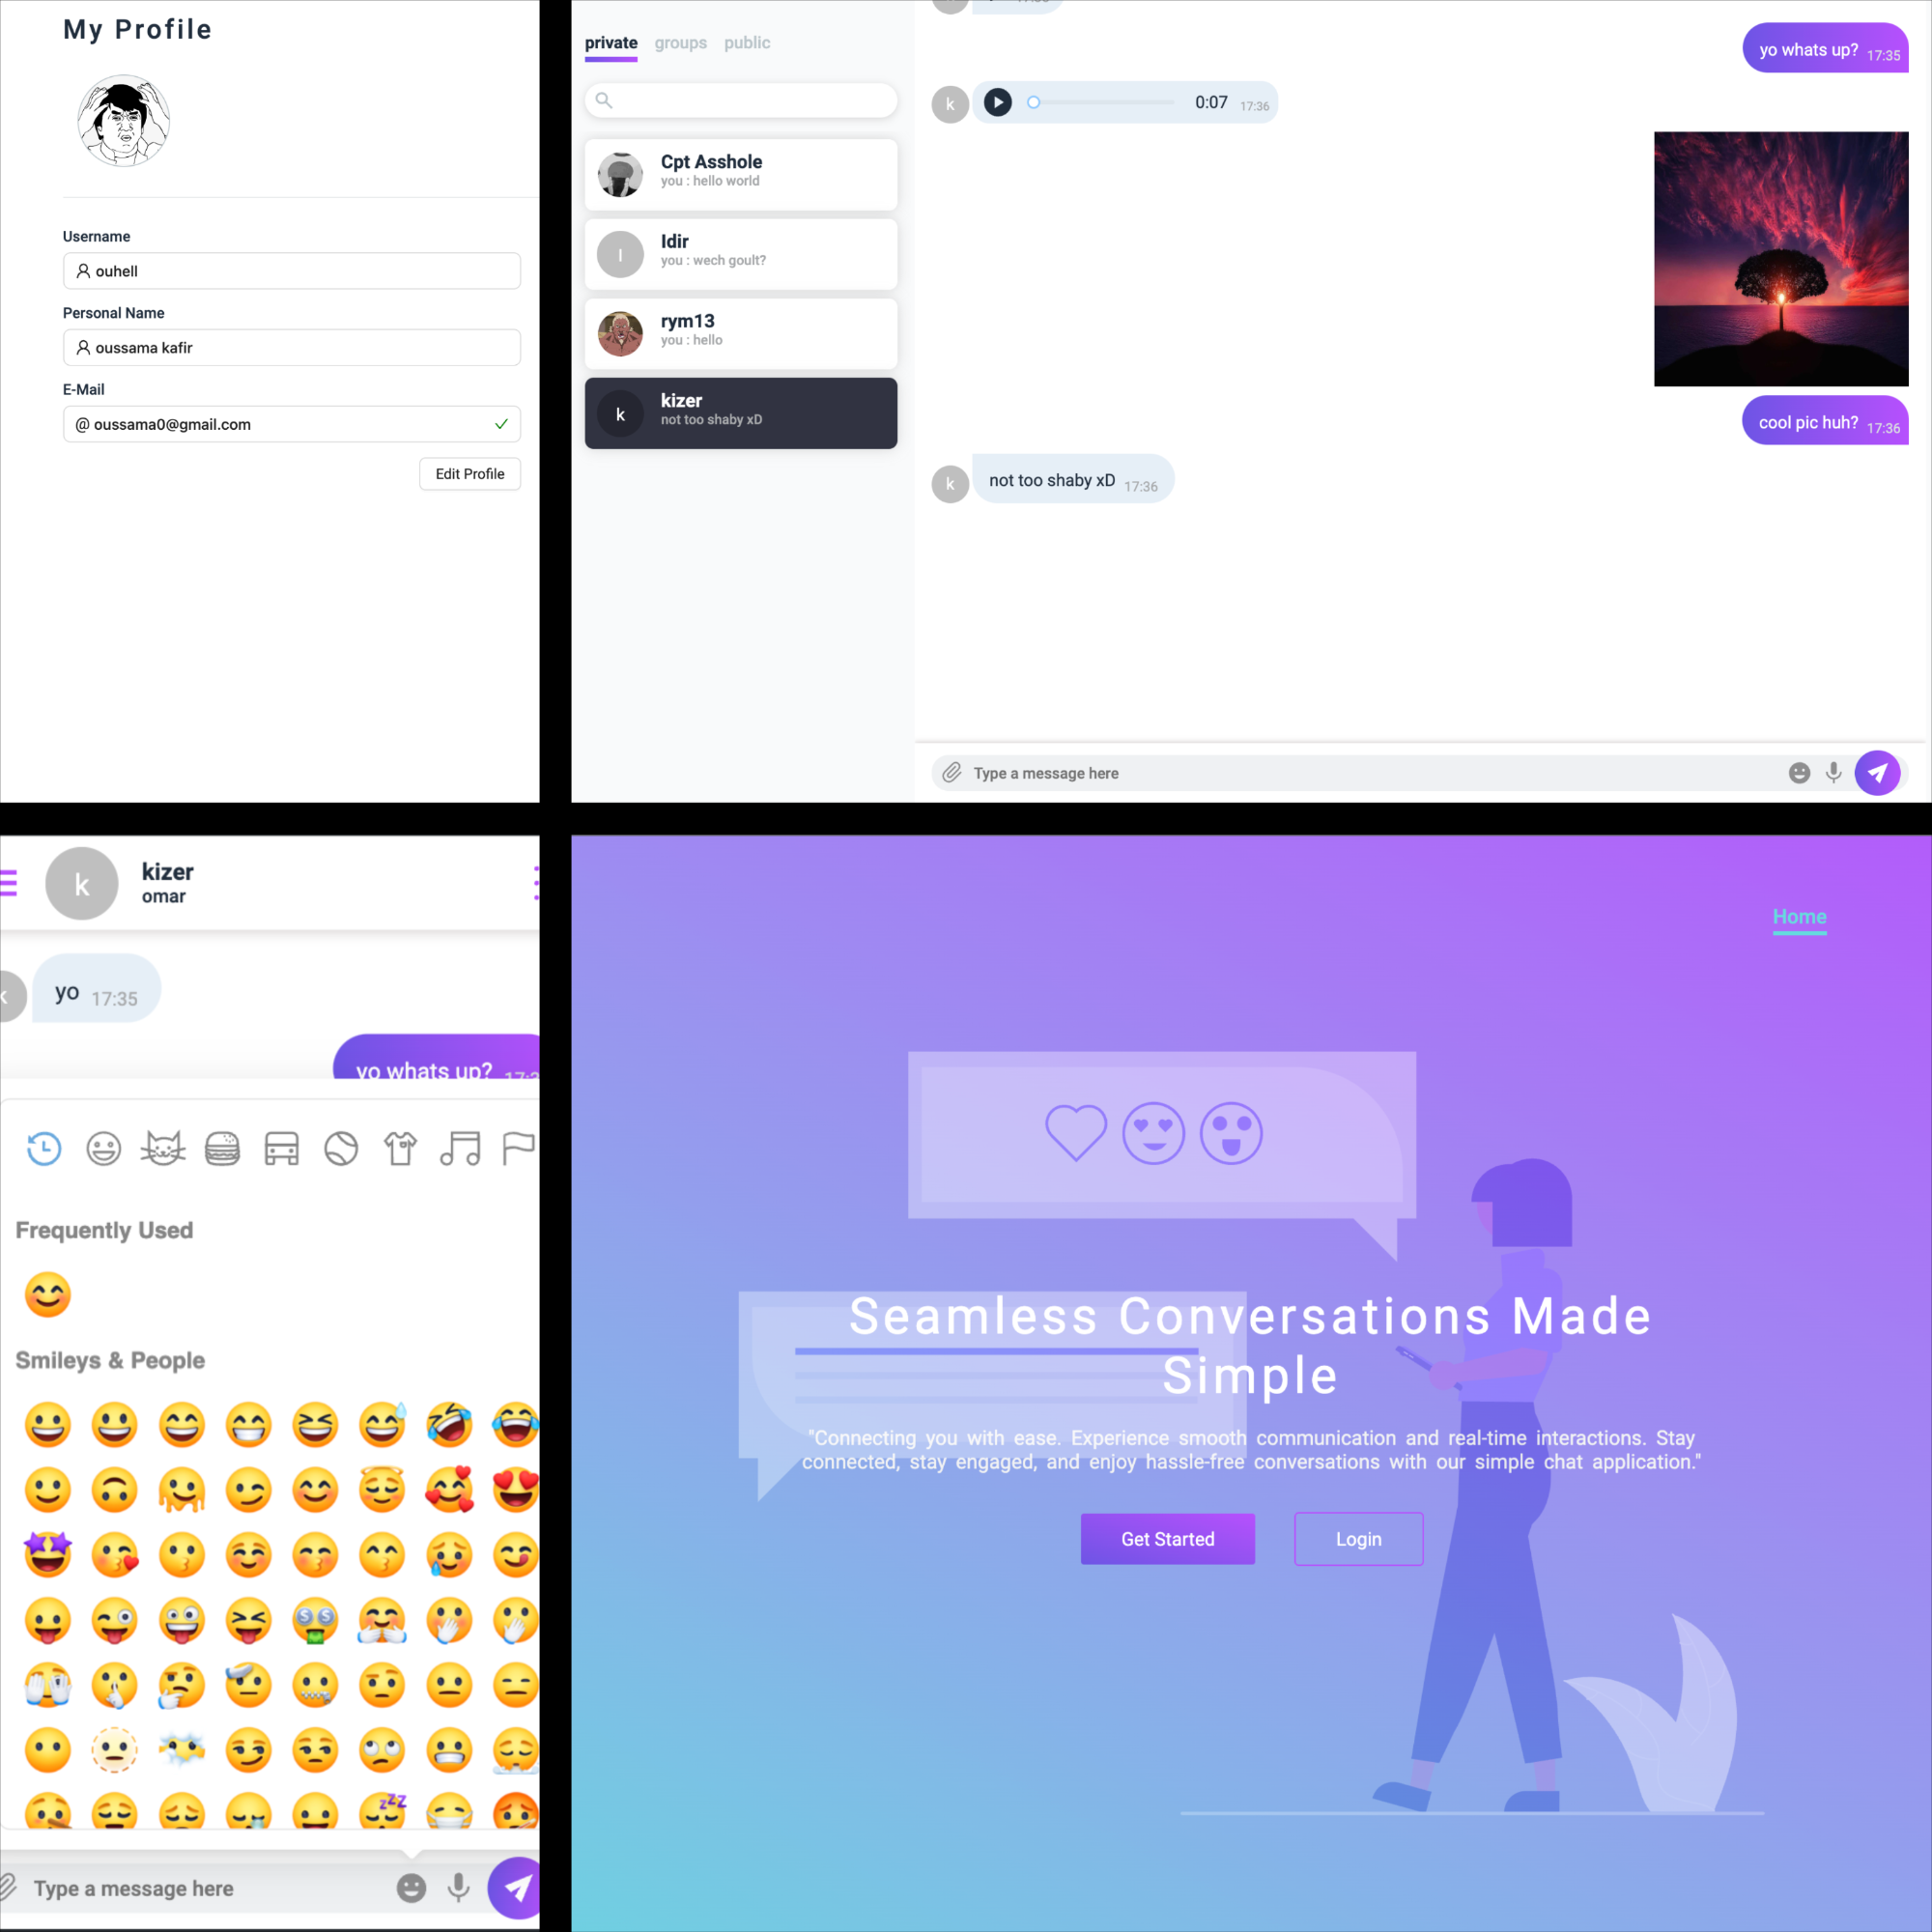 My Profile
Username
ouhell
Personal Name
oussama kafir
E-Mail
@ oussama0@gmail.com
Edit Profile
private groups public
Cpt Asshole
you : hello world
Idir
you : wech goult?
rym13
you : hello
k
kizer
not too shaby xD
yo whats up? 17:35
k
0:07 17:36
cool pic huh? 17:36
k
not too shaby xD 17:36
Type a message here
k
kizer
omar
yo 17:35
yo whats up?
Frequently Used
Smileys & People
Type a message here
Home
Seamless Conversations Made
Simple
"Connecting you with ease. Experience smooth communication and real-time interactions. Stay
connected, stay engaged, and enjoy hassle-free conversations with our simple chat application."
Get Started
Login